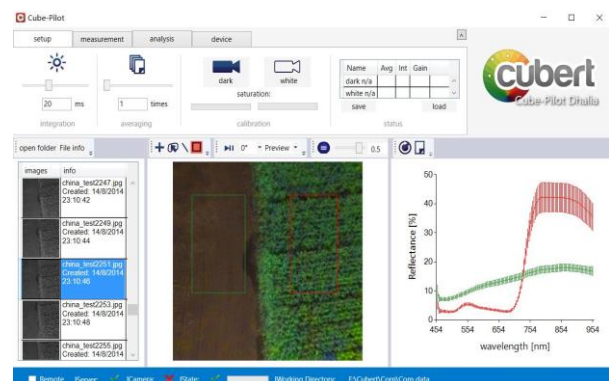 Cube-Pilot
setup measurement analysis device
20 ms
1 times
integration
averaging
dark white
saturation:
calibration
Name Avg Int Gain
dark n/a
white n/a
save load
status
cubert
Cube-Pilot Dhalia
open folder File info
0° Preview 0.5
images info
china_test2247.jpg
Created: 14/8/2014
23:10:42
china_test2249.jpg
Created: 14/8/2014
23:10:44
china_test2251.jpg
Created: 14/8/2014
23:10:46
china_test2253.jpg
Created: 14/8/2014
23:10:48
china_test2255.jpg
Created: 14/8/2014
50
40
30
20
10
0
Reflectance [%]
454 554 654 754 854 954
wavelength [nm]
Remote